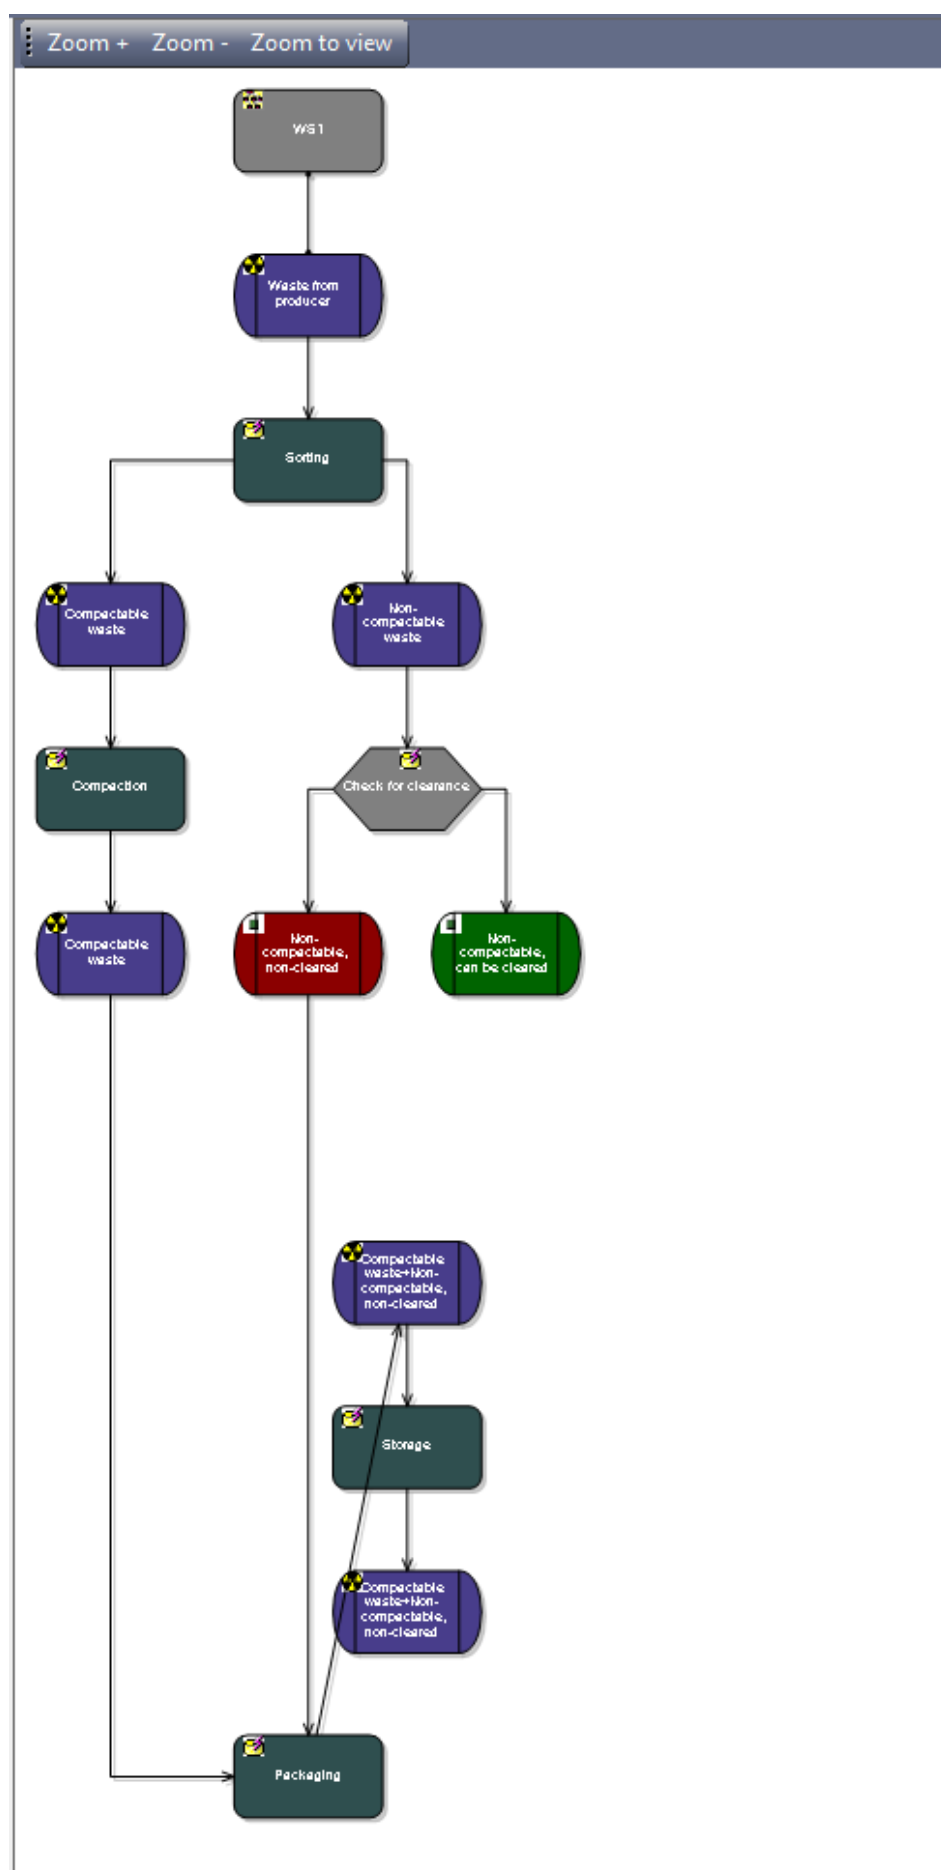 Zoom + Zoom - Zoom to view
WS1
Waste from
producer
Sorting
Compactable
waste
Non-
compactable
waste
Compaction
Check for clearance
Compactable
waste
Non-
compactable,
non-cleared
Non-
compactable,
can be cleared
Compactable
waste+Non-
compactable,
non-cleared
Storage
Compactable
waste+Non-
compactable,
non-cleared
Packaging